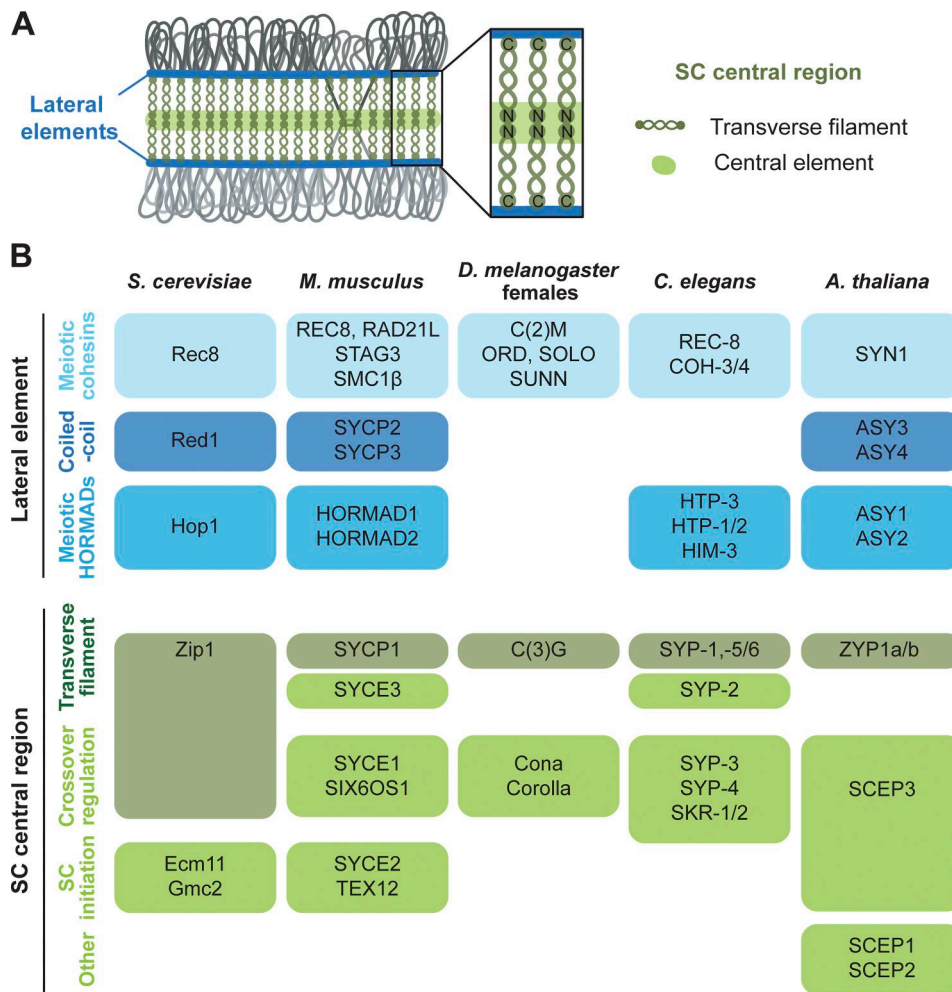 A
Lateral
elements
C C C
N N N
N N N
C C C
SC central region
Transverse filament
Central element
B
S. cerevisiae
M. musculus
D. melanogaster
females
C. elegans
A. thaliana
Lateral element
Meiotic
cohesins
Rec8
REC8, RAD21L
STAG3
SMC1β
C(2)M
ORD, SOLO
SUNN
REC-8
COH-3/4
SYN1
Coiled
-coil
Red1
SYCP2
SYCP3
ASY3
ASY4
Meiotic
HORMADs
Hop1
HORMAD1
HORMAD2
HTP-3
HTP-1/2
HIM-3
ASY1
ASY2
SC central region
Transverse
filament
Zip1
SYCP1
C(3)G
SYP-1,-5/6
ZYP1a/b
SYCE3
SYP-2
Crossover
regulation
SYCE1
SIX6OS1
Cona
Corolla
SYP-3
SYP-4
SKR-1/2
SCEP3
SC
initiation
Ecm11
Gmc2
SYCE2
TEX12
Other
SCEP1
SCEP2